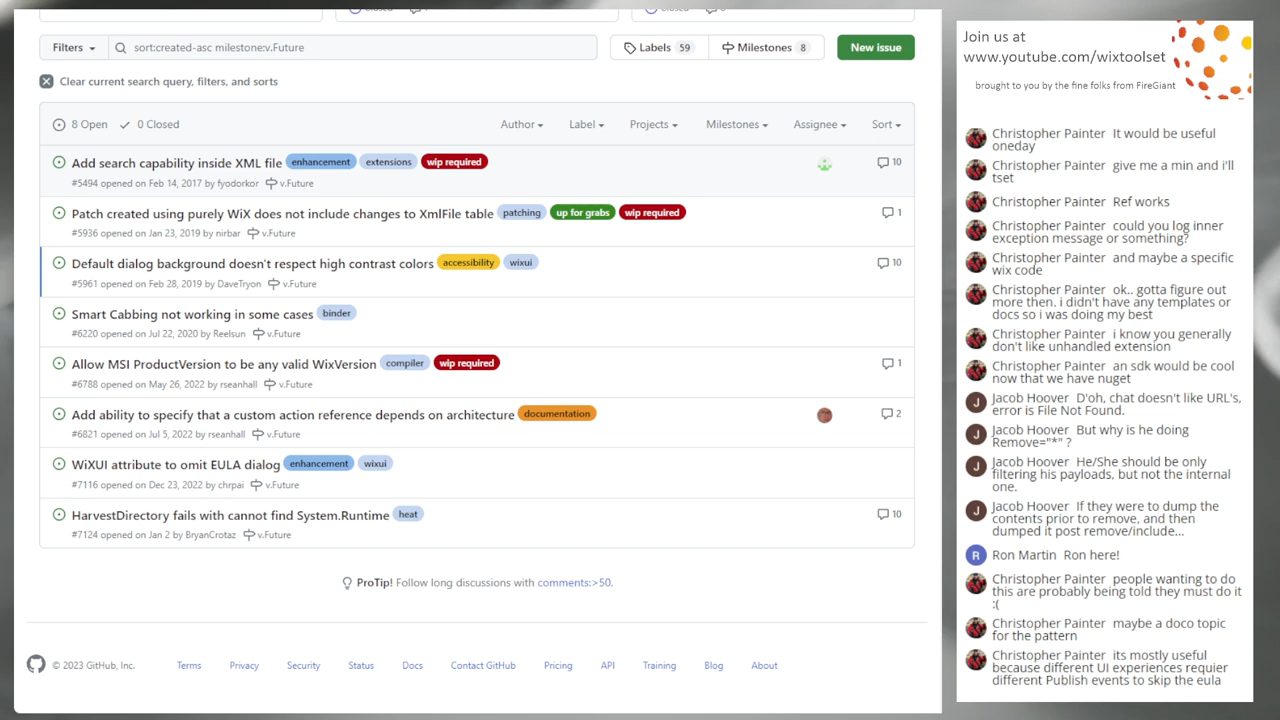 Filters
sort:created-asc milestone:v.Future
Labels 59
Milestones 8
New issue
Clear current search query, filters, and sorts
8 Open 0 Closed
Author Label Projects Milestones Assignee Sort
Add search capability inside XML file enhancement extensions wip required 10
#5494 opened on Feb 14, 2017 by fyodorkor v.Future
Patch created using purely WiX does not include changes to XmlFile table patching up for grabs wip required 1
#5936 opened on Jan 23, 2019 by nirbar v.Future
Default dialog background doesn't respect high contrast colors accessibility wixui 10
#5961 opened on Feb 28, 2019 by DaveTryon v.Future
Smart Cabbing not working in some cases binder
#6220 opened on Jul 22, 2020 by Reelsun v.Future
Allow MSI ProductVersion to be any valid WixVersion compiler wip required 1
#6788 opened on May 26, 2022 by rseanhall v.Future
Add ability to specify that a custom action reference depends on architecture documentation 2
#6821 opened on Jul 5, 2022 by rseanhall v.Future
WiXUI attribute to omit EULA dialog enhancement wixui
#7116 opened on Dec 23, 2022 by chrpai v.Future
HarvestDirectory fails with cannot find System.Runtime heat 10
#7124 opened on Jan 2 by BryanCrotaz v.Future
ProTip! Follow long discussions with comments:>50.
© 2023 GitHub, Inc. Terms Privacy Security Status Docs Contact GitHub Pricing API Training Blog About
Join us at
www.youtube.com/wixtoolset
brought to you by the fine folks from FireGiant
Christopher Painter It would be useful
oneday
Christopher Painter give me a min and i'll
tset
Christopher Painter Ref works
Christopher Painter could you log inner
exception message or something?
Christopher Painter and maybe a specific
wix code
Christopher Painter ok.. gotta figure out
more then. i didn't have any templates or
docs so i was doing my best
Christopher Painter i know you generally
don't like unhandled extension
Christopher Painter an sdk would be cool
now that we have nuget
J Jacob Hoover D'oh, chat doesn't like URL's,
error is File Not Found.
J Jacob Hoover But why is he doing
Remove="*" ?
J Jacob Hoover He/She should be only
filtering his payloads, but not the internal
one.
J Jacob Hoover If they were to dump the
contents prior to remove, and then
dumped it post remove/include...
R Ron Martin Ron here!
Christopher Painter people wanting to do
this are probably being told they must do it
:(
Christopher Painter maybe a doco topic
for the pattern
Christopher Painter its mostly useful
because different UI experiences requier
different Publish events to skip the eula